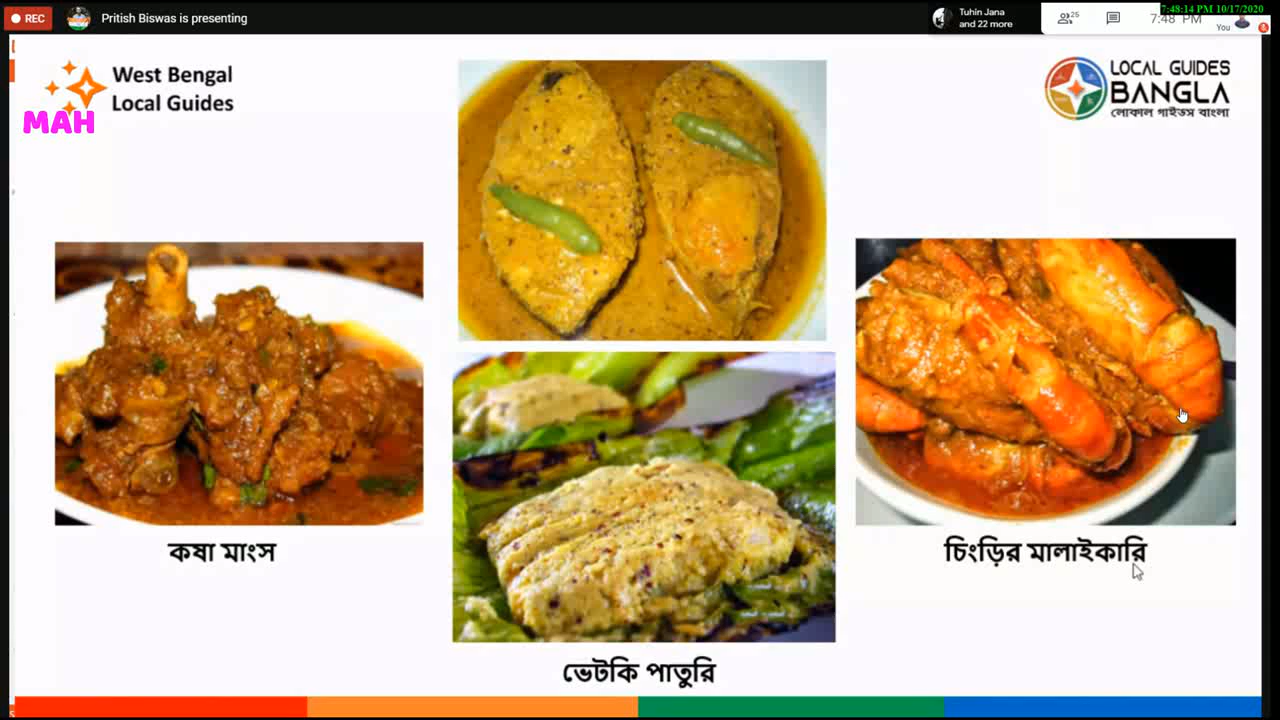 REC
Pritish Biswas is presenting
Tuhin Jana
and 22 more
25
7:48 PM
You
7:48:14 PM 10/17/2020
West Bengal
Local Guides
MAH
LOCAL GUIDES
BANGLA
লোকাল গাইডস বাংলা
কষা মাংস
চিংড়ির মালাইকারি
ভেটকি পাতুরি